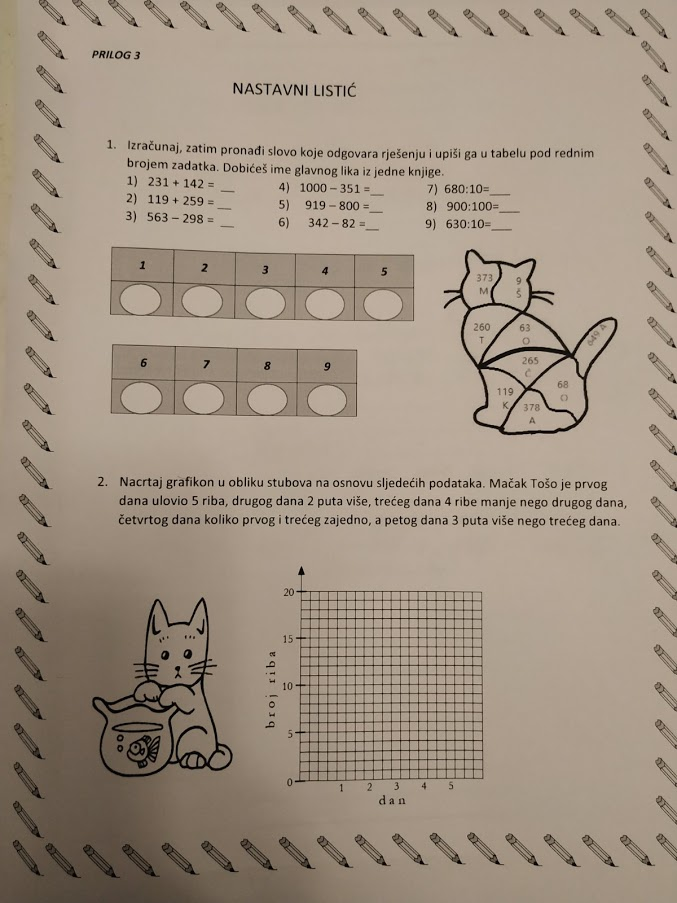 PRILOG 3
NASTAVNI LISTIĆ
1. Izračunaj, zatim pronađi slovo koje odgovara rješenju i upiši ga u tabelu pod rednim
brojem zadatka. Dobićeš ime glavnog lika iz jedne knjige.
1) 231 + 142 = __ 4) 1000 – 351 =__ 7) 680:10=___
2) 119 + 259 = __ 5) 919 – 800 =__ 8) 900:100=___
3) 563 – 298 = __ 6) 342 – 82 =__ 9) 630:10=___
1 2 3 4 5
6 7 8 9
373 9
M Š
260 63 649 A
T O
265
Č
119 68
K O
378
A
2. Nacrtaj grafikon u obliku stubova na osnovu sljedećih podataka. Mačak Tošo je prvog
dana ulovio 5 riba, drugog dana 2 puta više, trećeg dana 4 ribe manje nego drugog dana,
četvrtog dana koliko prvog i trećeg zajedno, a petog dana 3 puta više nego trećeg dana.
20
15
10
5
0
broj riba
1 2 3 4 5
dan